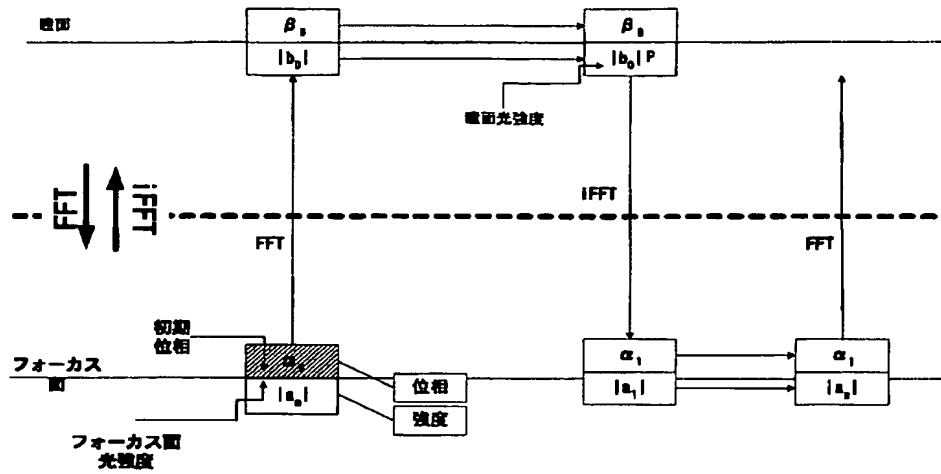 瞳面
β₀
|b₀|
β₀
|b₀| P
瞳面光強度
FFT
iFFT
iFFT
FFT
FFT
初期
位相
フォーカス
面
α₀
|a₀|
位相
強度
α₁
|a₁|
α₁
|a₀|
フォーカス面
光強度